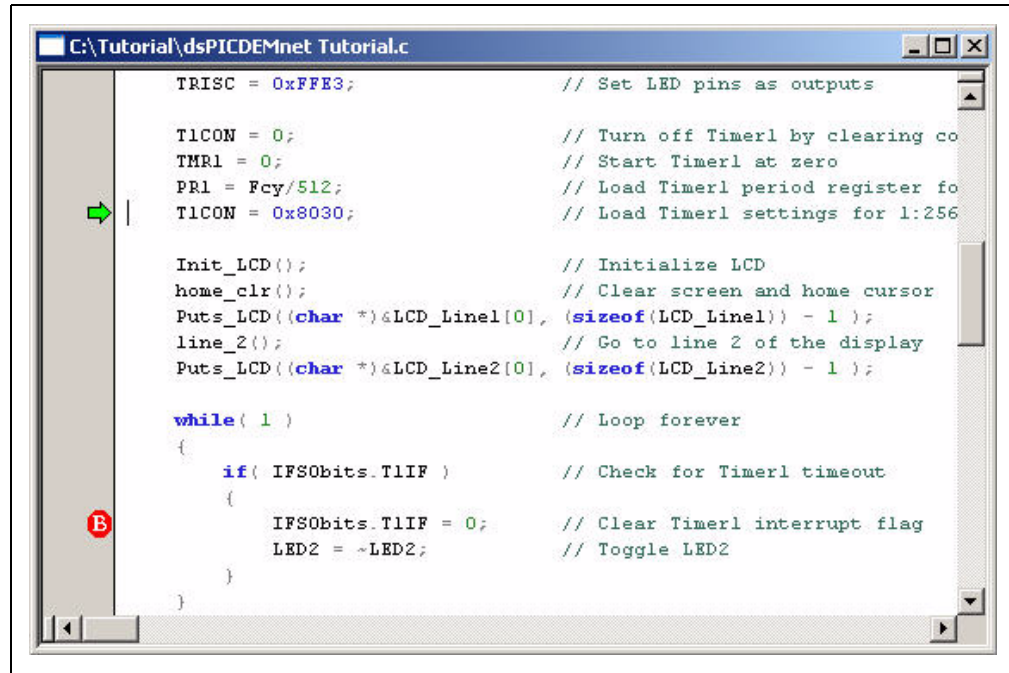 C:\Tutorial\dsPICDEMnet Tutorial.c
TRISC = 0xFFE3; // Set LED pins as outputs
T1CON = 0; // Turn off Timer1 by clearing co
TMR1 = 0; // Start Timer1 at zero
PR1 = Fcy/512; // Load Timer1 period register fo
T1CON = 0x8030; // Load Timer1 settings for 1:256
Init_LCD(); // Initialize LCD
home_clr(); // Clear screen and home cursor
Puts_LCD((char *)&LCD_Line1[0], (sizeof(LCD_Line1)) - 1 );
line_2(); // Go to line 2 of the display
Puts_LCD((char *)&LCD_Line2[0], (sizeof(LCD_Line2)) - 1 );
while( 1 ) // Loop forever
{
if( IFS0bits.T1IF ) // Check for Timer1 timeout
{
B
IFS0bits.T1IF = 0; // Clear Timer1 interrupt flag
LED2 = ~LED2; // Toggle LED2
}
}